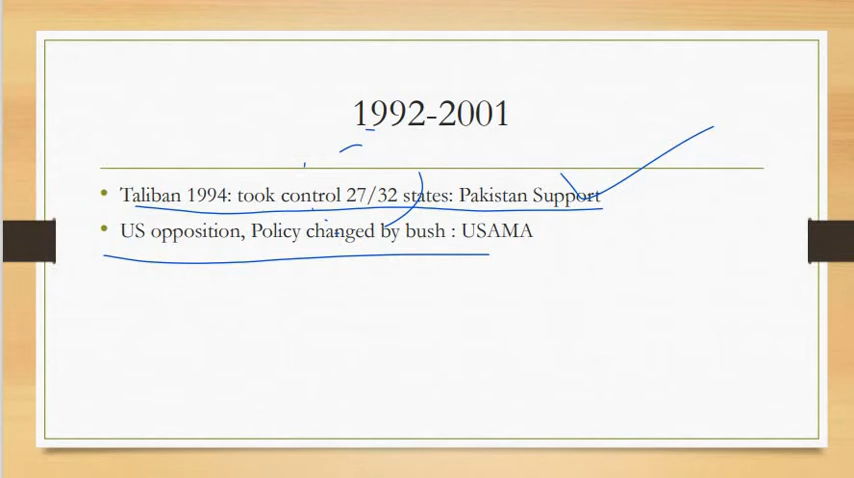 1992-2001
Taliban 1994: took control 27/32 states: Pakistan Support
US opposition, Policy changed by bush : USAMA